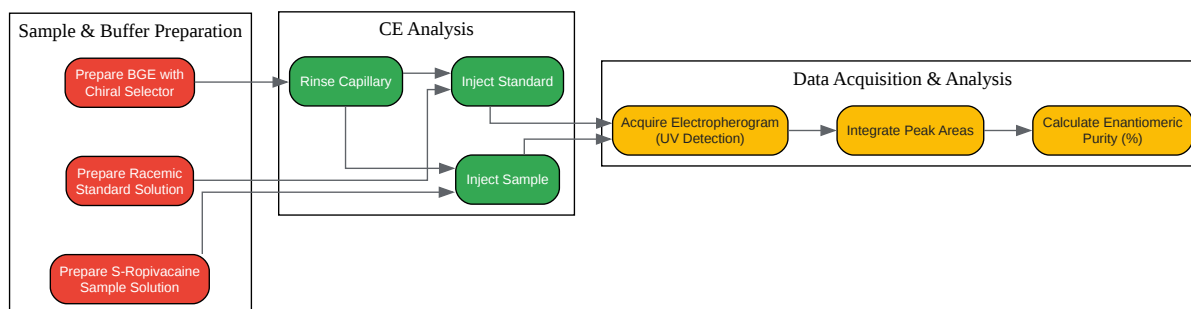 Sample & Buffer Preparation
Prepare BGE with
Chiral Selector
Prepare Racemic
Standard Solution
Prepare S-Ropivacaine
Sample Solution
CE Analysis
Rinse Capillary
Inject Standard
Inject Sample
Data Acquisition & Analysis
Acquire Electropherogram
(UV Detection)
Integrate Peak Areas
Calculate Enantiomeric
Purity (%)